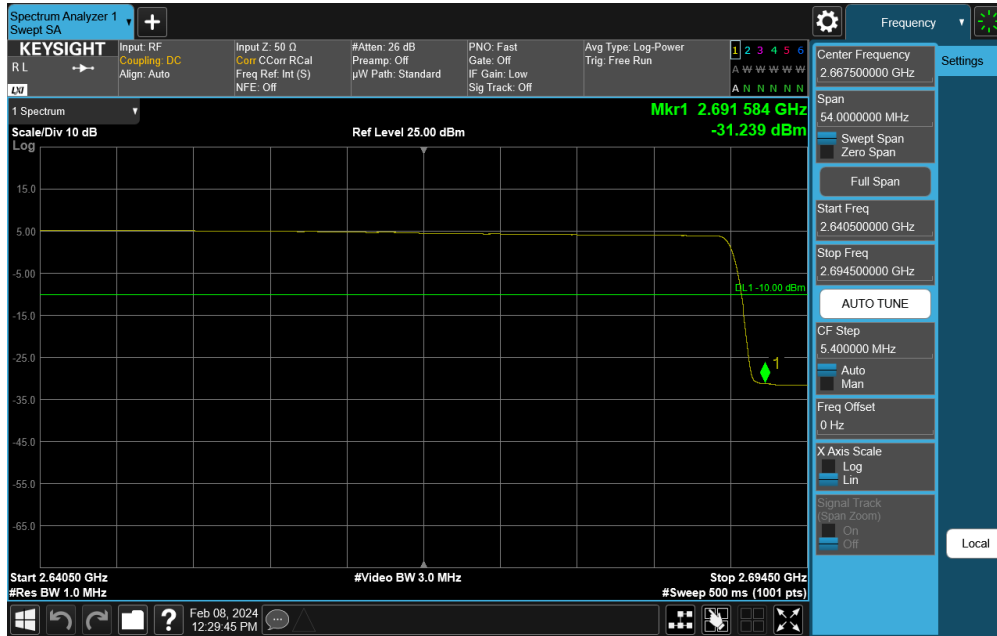 Spectrum Analyzer 1
Swept SA
Frequency
KEYSIGHT
R L
LXI
Input: RF
Coupling: DC
Align: Auto
Input Z: 50 Ω
Corr CCorr RCal
Freq Ref: Int (S)
NFE: Off
#Atten: 26 dB
Preamp: Off
µW Path: Standard
PNO: Fast
Gate: Off
IF Gain: Low
Sig Track: Off
Avg Type: Log-Power
Trig: Free Run
1 2 3 4 5 6
A W W W W W
A N N N N N
1 Spectrum
Scale/Div 10 dB
Log
Ref Level 25.00 dBm
Mkr1 2.691 584 GHz
-31.239 dBm
15.0
5.00
-5.00
-15.0
-25.0
-35.0
-45.0
-55.0
-65.0
DL1 -10.00 dBm
1
Start 2.64050 GHz
#Res BW 1.0 MHz
#Video BW 3.0 MHz
Stop 2.69450 GHz
#Sweep 500 ms (1001 pts)
Feb 08, 2024
12:29:45 PM
Center Frequency
2.667500000 GHz
Span
54.0000000 MHz
Swept Span
Zero Span
Full Span
Start Freq
2.640500000 GHz
Stop Freq
2.694500000 GHz
AUTO TUNE
CF Step
5.400000 MHz
Auto
Man
Freq Offset
0 Hz
X Axis Scale
Log
Lin
Signal Track
(Span Zoom)
On
Off
Settings
Local